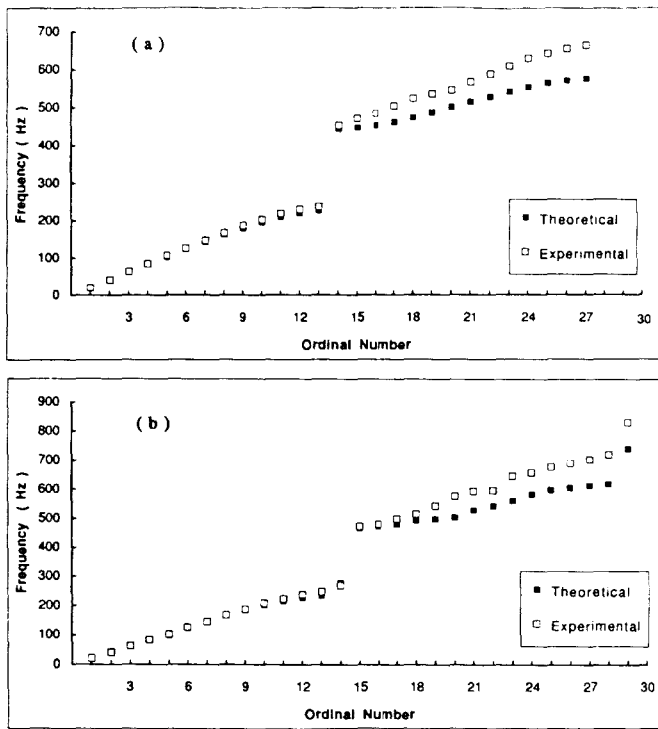 ( a )
Frequency ( Hz )
700
600
500
400
300
200
100
0
Theoretical
Experimental
3 6 9 12 15 18 21 24 27 30
Ordinal Number
( b )
Frequency ( Hz )
900
800
700
600
500
400
300
200
100
0
Theoretical
Experimental
3 6 9 12 15 18 21 24 27 30
Ordinal Number